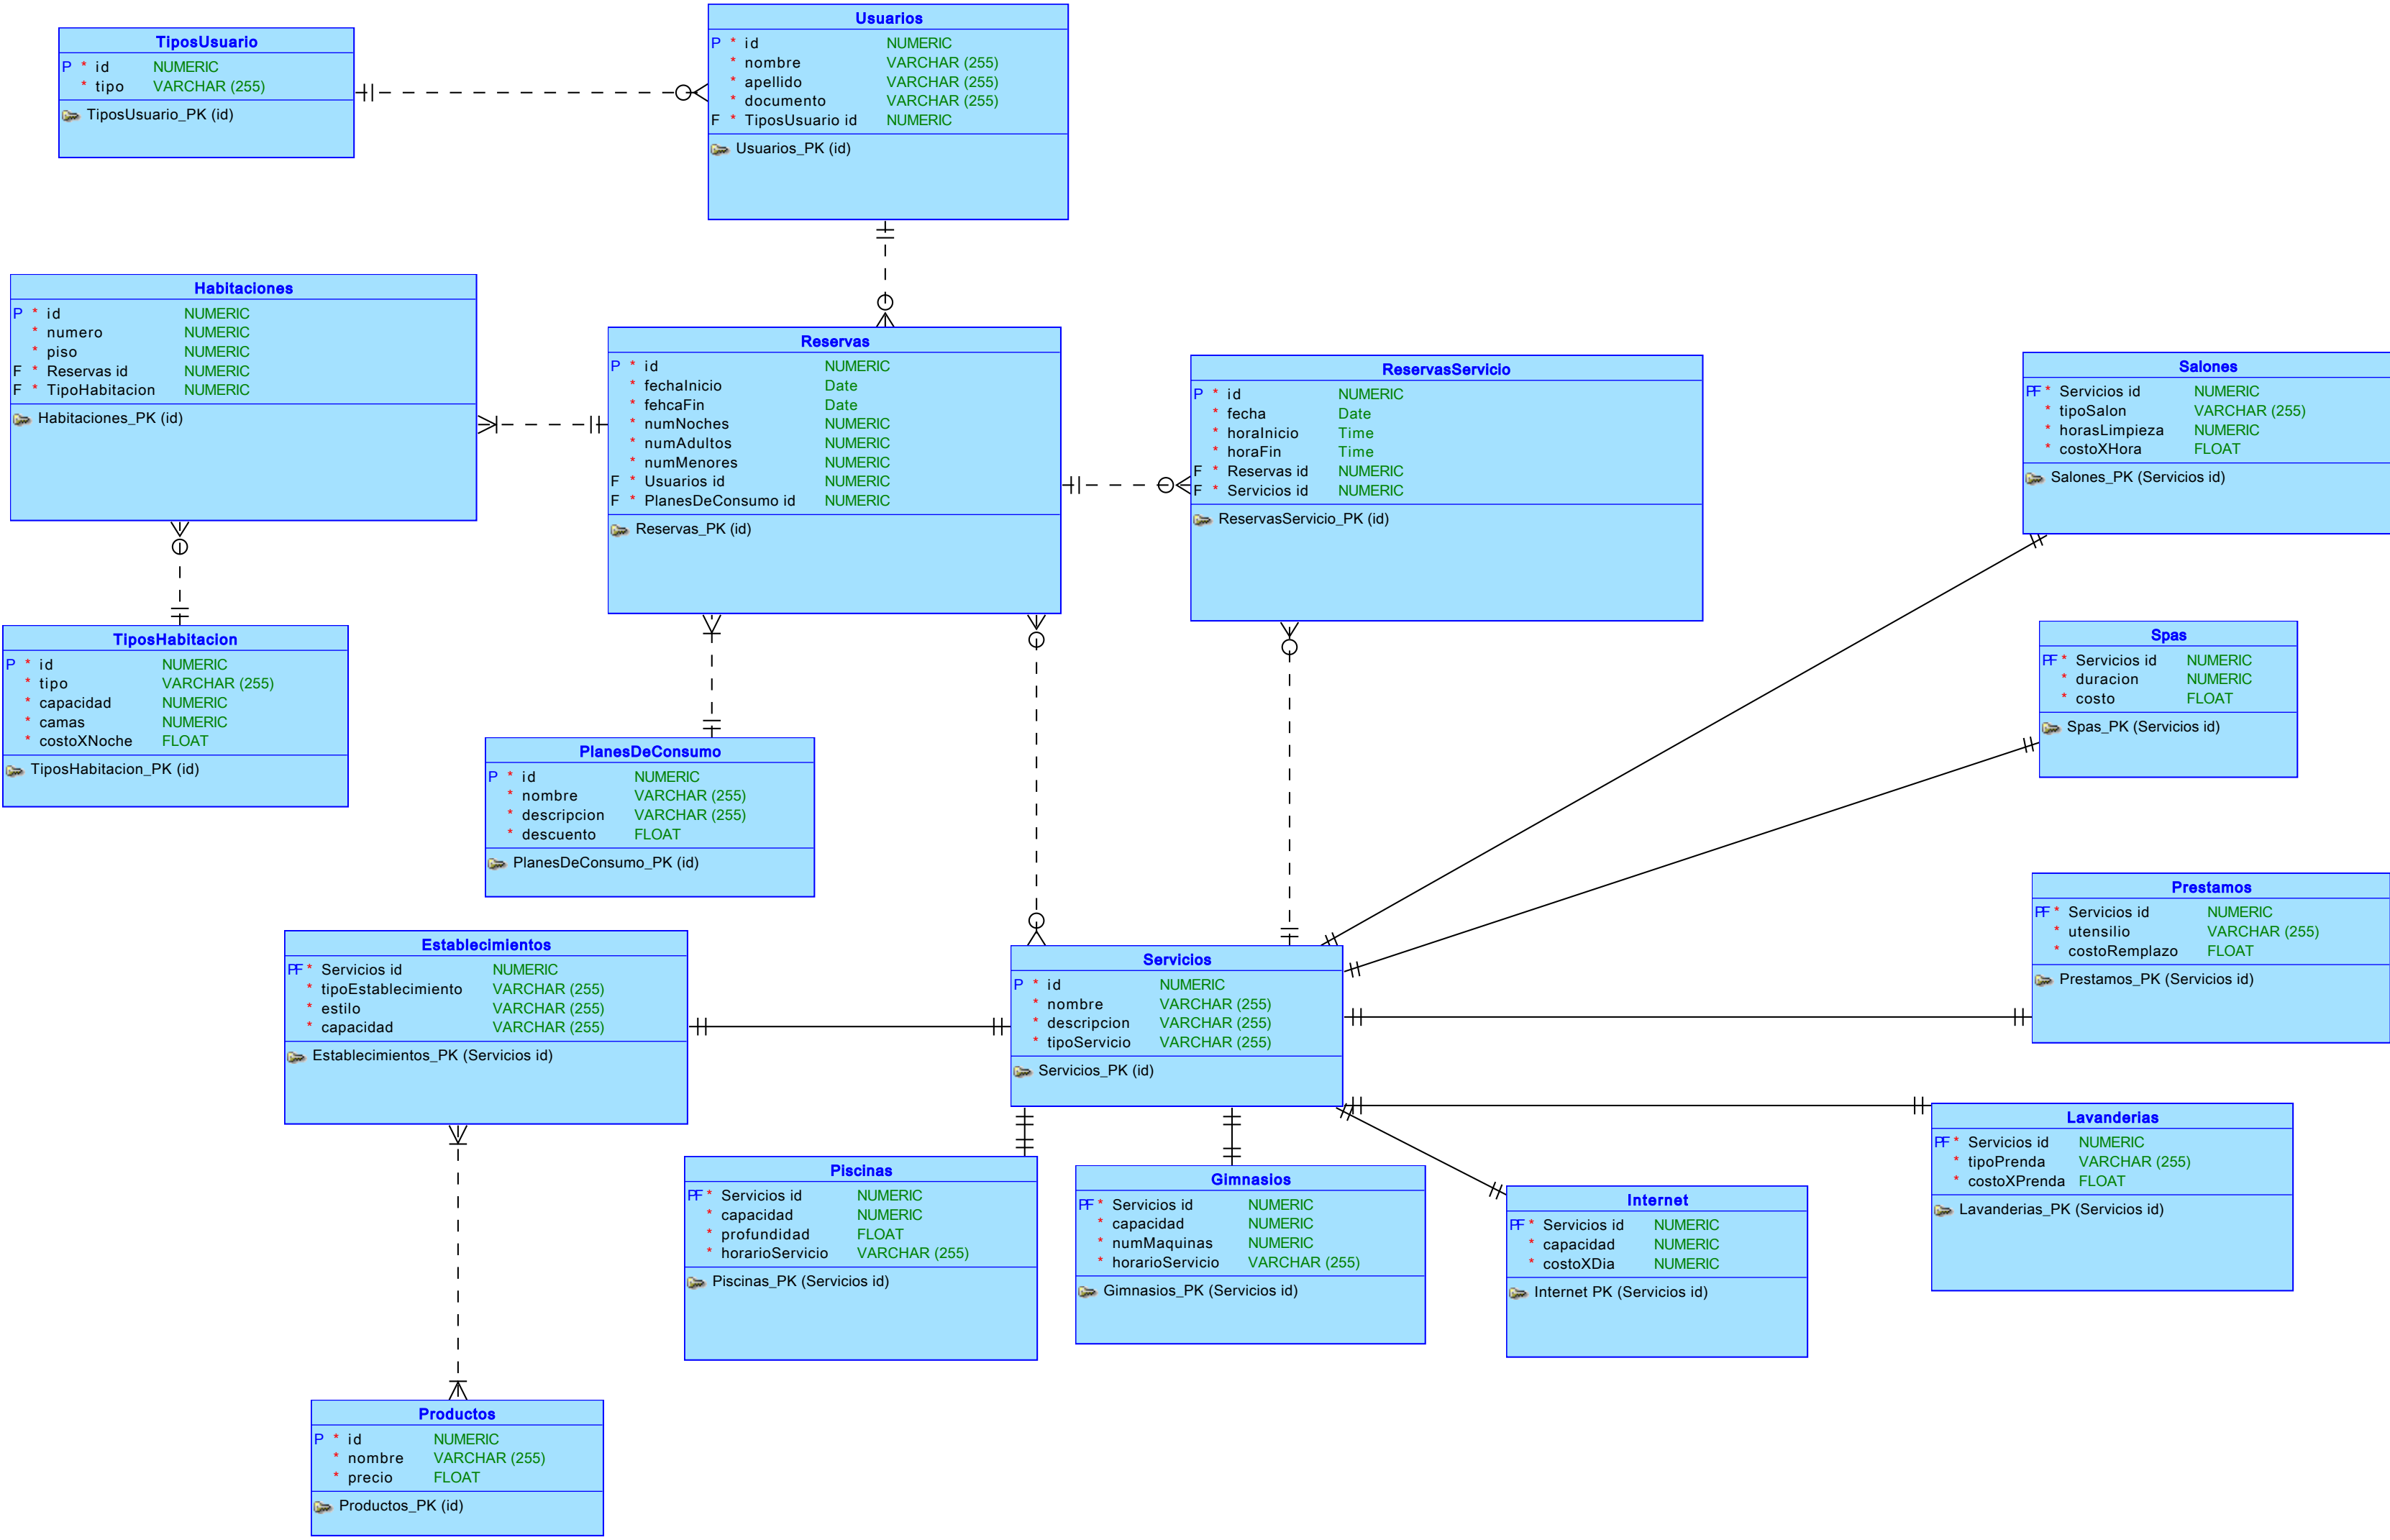 TiposUsuario
P * id NUMERIC
* tipo VARCHAR (255)
TiposUsuario_PK (id)
Usuarios
P * id NUMERIC
* nombre VARCHAR (255)
* apellido VARCHAR (255)
* documento VARCHAR (255)
F * TiposUsuario id NUMERIC
Usuarios_PK (id)
Habitaciones
P * id NUMERIC
* numero NUMERIC
* piso NUMERIC
F * Reservas id NUMERIC
F * TipoHabitacion NUMERIC
Habitaciones_PK (id)
Reservas
P * id NUMERIC
* fechaInicio Date
* fehcaFin Date
* numNoches NUMERIC
* numAdultos NUMERIC
* numMenores NUMERIC
F * Usuarios id NUMERIC
F * PlanesDeConsumo id NUMERIC
Reservas_PK (id)
ReservasServicio
P * id NUMERIC
* fecha Date
* horaInicio Time
* horaFin Time
F * Reservas id NUMERIC
F * Servicios id NUMERIC
ReservasServicio_PK (id)
Salones
PF * Servicios id NUMERIC
* tipoSalon VARCHAR (255)
* horasLimpieza NUMERIC
* costoXHora FLOAT
Salones_PK (Servicios id)
TiposHabitacion
P * id NUMERIC
* tipo VARCHAR (255)
* capacidad NUMERIC
* camas NUMERIC
* costoXNoche FLOAT
TiposHabitacion_PK (id)
Spas
PF * Servicios id NUMERIC
* duracion NUMERIC
* costo FLOAT
Spas_PK (Servicios id)
PlanesDeConsumo
P * id NUMERIC
* nombre VARCHAR (255)
* descripcion VARCHAR (255)
* descuento FLOAT
PlanesDeConsumo_PK (id)
Prestamos
PF * Servicios id NUMERIC
* utensilio VARCHAR (255)
* costoRemplazo FLOAT
Prestamos_PK (Servicios id)
Establecimientos
PF * Servicios id NUMERIC
* tipoEstablecimiento VARCHAR (255)
* estilo VARCHAR (255)
* capacidad VARCHAR (255)
Establecimientos_PK (Servicios id)
Servicios
P * id NUMERIC
* nombre VARCHAR (255)
* descripcion VARCHAR (255)
* tipoServicio VARCHAR (255)
Servicios_PK (id)
Lavanderias
PF * Servicios id NUMERIC
* tipoPrenda VARCHAR (255)
* costoXPrenda FLOAT
Lavanderias_PK (Servicios id)
Piscinas
PF * Servicios id NUMERIC
* capacidad NUMERIC
* profundidad FLOAT
* horarioServicio VARCHAR (255)
Piscinas_PK (Servicios id)
Gimnasios
PF * Servicios id NUMERIC
* capacidad NUMERIC
* numMaquinas NUMERIC
* horarioServicio VARCHAR (255)
Gimnasios_PK (Servicios id)
Internet
PF * Servicios id NUMERIC
* capacidad NUMERIC
* costoXDia NUMERIC
Internet PK (Servicios id)
Productos
P * id NUMERIC
* nombre VARCHAR (255)
* precio FLOAT
Productos_PK (id)